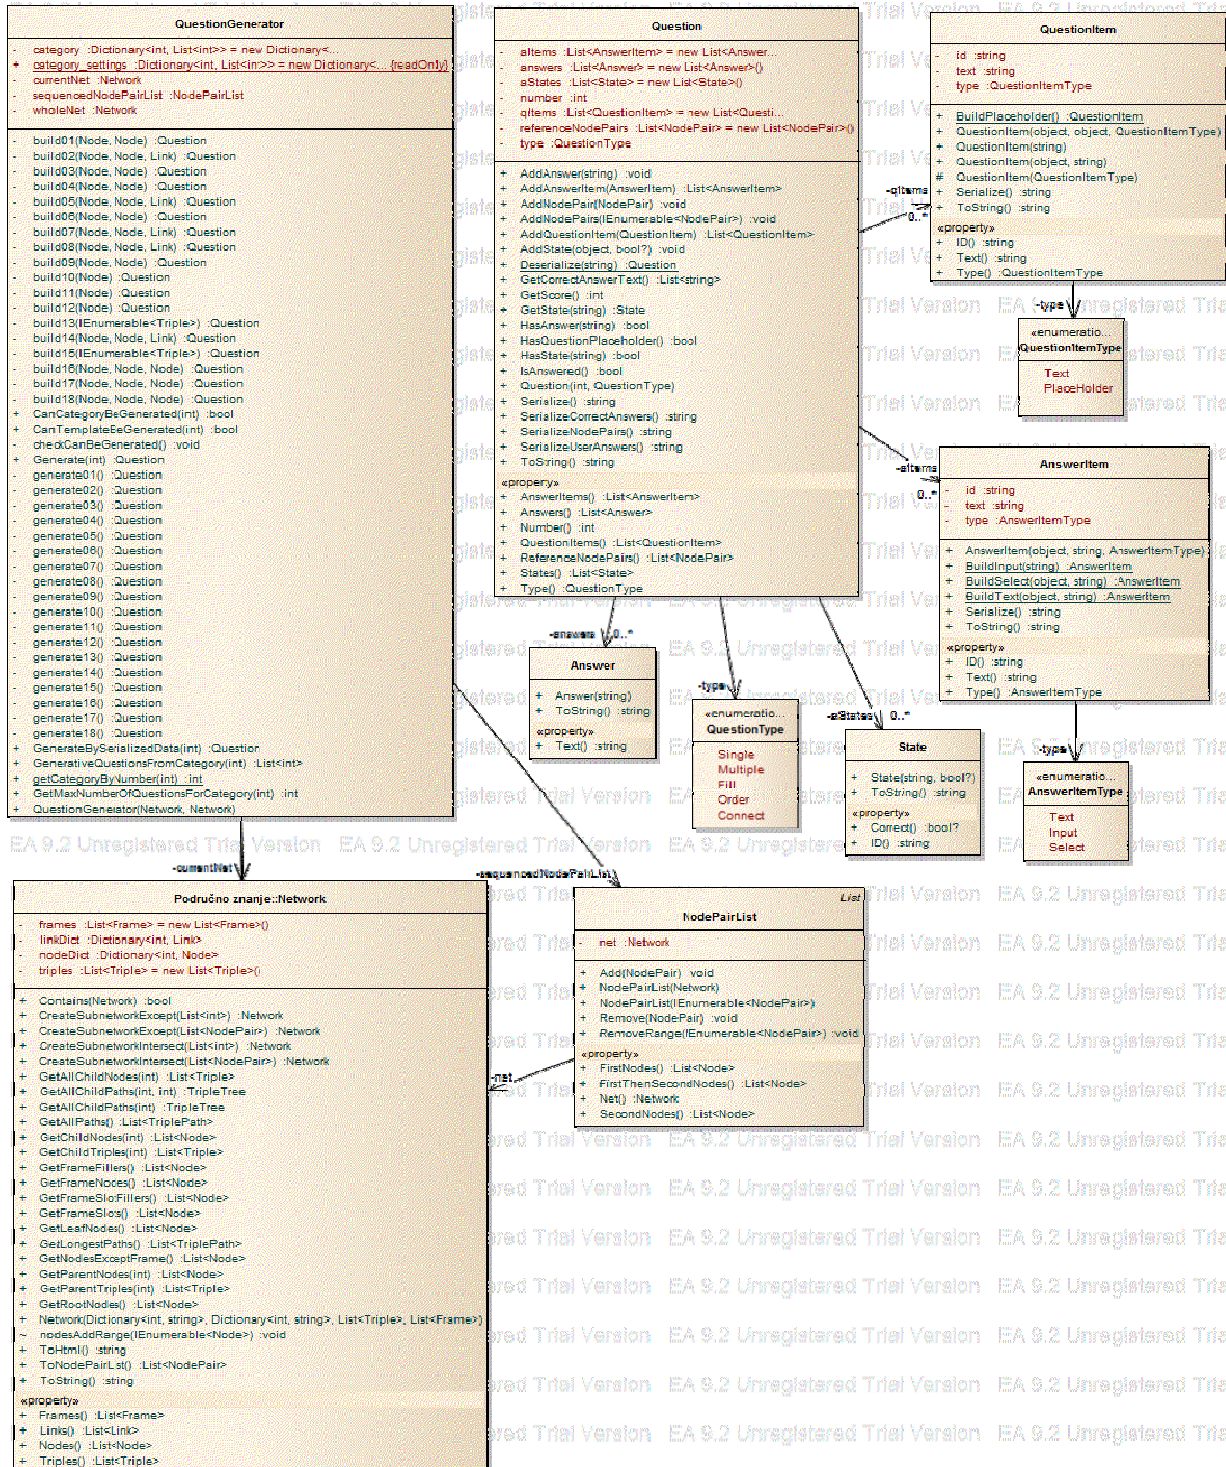 QuestionGenerator
- category :Dictionary<int, List<int>> = new Dictionary<...
+ category_settings :Dictionary<int, List<int>> = new Dictionary<... {readOnly}
- currentNet :Network
- sequencedNodePairList :NodePairList
- wholeNet :Network
- build01(Node, Node) :Question
- build02(Node, Node, Link) :Question
- build03(Node, Node) :Question
- build04(Node, Node) :Question
- build05(Node, Node, Link) :Question
- build06(Node, Node) :Question
- build07(Node, Node, Link) :Question
- build08(Node, Node, Link) :Question
- build09(Node, Node) :Question
- build10(Node) :Question
- build11(Node) :Question
- build12(Node) :Question
- build13(IEnumerable<Triple>) :Question
- build14(Node, Node, Link) :Question
- build15(IEnumerable<Triple>) :Question
- build16(Node, Node, Node) :Question
- build17(Node, Node) :Question
- build18(Node, Node, Node) :Question
+ CanCategoryBeGenerated(int) :bool
+ CanTemplateBeGenerated(int) :bool
- checkCanBeGenerated() :void
+ Generate(int) :Question
- generate01() :Question
- generate02() :Question
- generate03() :Question
- generate04() :Question
- generate05() :Question
- generate06() :Question
- generate07() :Question
- generate08() :Question
- generate09() :Question
- generate10() :Question
- generate11() :Question
- generate12() :Question
- generate13() :Question
- generate14() :Question
- generate15() :Question
- generate16() :Question
- generate17() :Question
- generate18() :Question
+ GenerateBySerializedData(int) :Question
+ GenerativeQuestionsFromCategory(int) :List<int>
+ getCategoryByNumber(int) :int
+ GetMaxNumberOfQuestionsForCategory(int) :int
+ QuestionGenerator(Network, Network)
Question
- aItems :List<AnswerItem> = new List<Answer...
- answers :List<Answer> = new List<Answer>()
- aStates :List<State> = new List<State>()
- number :int
- qItems :List<QuestionItem> = new List<Questi...
- referenceNodePairs :List<NodePair> = new List<NodePair>()
- type :QuestionType
+ AddAnswer(string) :void
+ AddAnswerItem(AnswerItem) :List<AnswerItem>
+ AddNodePair(NodePair) :void
+ AddNodePairs(IEnumerable<NodePair>) :void
+ AddQuestionItem(QuestionItem) :List<QuestionItem>
+ AddState(object, bool?) :void
+ Deserialize(string) :Question
+ GetCorrectAnswerText() :List<string>
+ GetScore() :int
+ GetState(string) :State
+ HasAnswer(string) :bool
+ HasQuestionPlaceholder() :bool
+ HasState(string) :bool
+ IsAnswered() :bool
+ Question(int, QuestionType)
+ Serialize() :string
+ SerializeCorrectAnswers() :string
+ SerializeNodePairs() :string
+ SerializeUserAnswers() :string
+ ToString() :string
«property»
+ AnswerItems() :List<AnswerItem>
+ Answers() :List<Answer>
+ Number() :int
+ QuestionItems() :List<QuestionItem>
+ ReferenceNodePairs() :List<NodePair>
+ States() :List<State>
+ Type() :QuestionType
QuestionItem
- id :string
- text :string
- type :QuestionItemType
+ BuildPlaceholder() :QuestionItem
+ QuestionItem(object, object, QuestionItemType)
+ QuestionItem(string)
+ QuestionItem(object, string)
# QuestionItem(QuestionItemType)
+ Serialize() :string
+ ToString() :string
«property»
+ ID() :string
+ Text() :string
+ Type() :QuestionItemType
-qItems
0..*
-type
«enumeratio...
QuestionItemType
Text
PlaceHolder
-aItems
0..*
AnswerItem
- id :string
- text :string
- type :AnswerItemType
+ AnswerItem(object, string, AnswerItemType)
+ BuildInput(string) :AnswerItem
+ BuildSelect(object, string) :AnswerItem
+ BuildText(object, string) :AnswerItem
+ Serialize() :string
+ ToString() :string
«property»
+ ID() :string
+ Text() :string
+ Type() :AnswerItemType
-type
«enumeratio...
AnswerItemType
Text
Input
Select
-answers 0..*
Answer
+ Answer(string)
+ ToString() :string
«property»
+ Text() :string
-type
«enumeratio...
QuestionType
Single
Multiple
Fill
Order
Connect
-aStates 0..*
State
+ State(string, bool?)
+ ToString() :string
«property»
+ Correct() :bool?
+ ID() :string
EA 9.2 Unregistered Trial Version EA 9.2 Unregistered Trial Version
-currentNet
-sequencedNodePairList
Područno znanje::Network
- frames :List<Frame> = new List<Frame>()
- linkDict :Dictionary<int, Link>
- nodeDict :Dictionary<int, Node>
- triples :List<Triple> = new List<Triple>()
+ Contains(Network) :bool
+ CreateSubnetworkExcept(List<int>) :Network
+ CreateSubnetworkExcept(List<NodePair>) :Network
+ CreateSubnetworkIntersect(List<int>) :Network
+ CreateSubnetworkIntersect(List<NodePair>) :Network
+ GetAllChildNodes(int) :List<Triple>
+ GetAllChildPaths(int, int) :TripleTree
+ GetAllChildPaths(int) :TripleTree
+ GetAllPaths() :List<TriplePath>
+ GetChildNodes(int) :List<Node>
+ GetChildTriples(int) :List<Triple>
+ GetFrameFillers() :List<Node>
+ GetFrameNodes() :List<Node>
+ GetFrameSlotFillers() :List<Node>
+ GetFrameSlots() :List<Node>
+ GetLeafNodes() :List<Node>
+ GetLongestPaths() :List<TriplePath>
+ GetNodesExceptFrame() :List<Node>
+ GetParentNodes(int) :List<Node>
+ GetParentTriples(int) :List<Triple>
+ GetRootNodes() :List<Node>
+ Network(Dictionary<int, string>, Dictionary<int, string>, List<Triple>, List<Frame>)
~ nodesAddRange(IEnumerable<Node>) :void
+ ToHtml() :string
+ ToNodePairList() :List<NodePair>
+ ToString() :string
«property»
+ Frames() :List<Frame>
+ Links() :List<Link>
+ Nodes() :List<Node>
+ Triples() :List<Triple>
List
NodePairList
- net :Network
+ Add(NodePair) :void
+ NodePairList(Network)
+ NodePairList(IEnumerable<NodePair>)
+ Remove(NodePair) :void
+ RemoveRange(IEnumerable<NodePair>) :void
«property»
+ FirstNodes() :List<Node>
+ FirstThenSecondNodes() :List<Node>
+ Net() :Network
+ SecondNodes() :List<Node>
-net